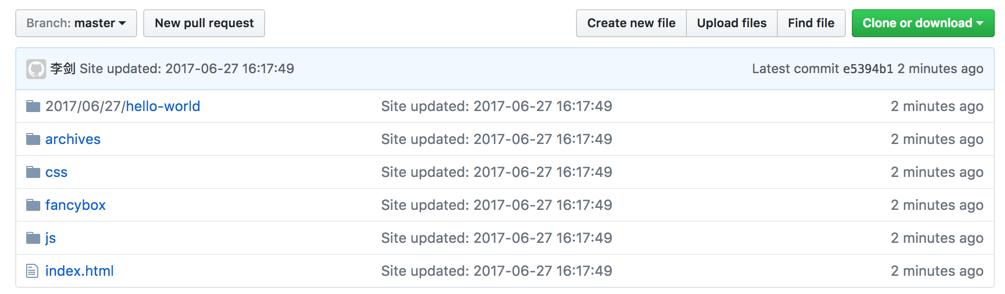 Branch: master New pull request Create new file Upload files Find file Clone or download
李剑 Site updated: 2017-06-27 16:17:49 Latest commit e5394b1 2 minutes ago
2017/06/27/hello-world Site updated: 2017-06-27 16:17:49 2 minutes ago
archives Site updated: 2017-06-27 16:17:49 2 minutes ago
css Site updated: 2017-06-27 16:17:49 2 minutes ago
fancybox Site updated: 2017-06-27 16:17:49 2 minutes ago
js Site updated: 2017-06-27 16:17:49 2 minutes ago
index.html Site updated: 2017-06-27 16:17:49 2 minutes ago